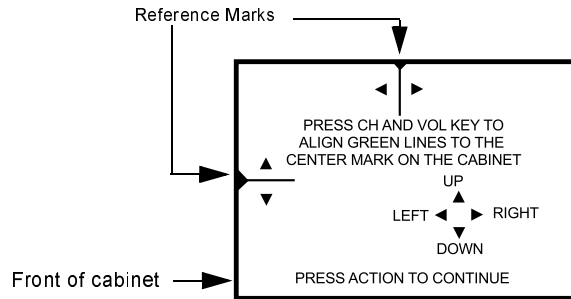 Reference Marks
PRESS CH AND VOL KEY TO
ALIGN GREEN LINES TO THE
CENTER MARK ON THE CABINET
UP
LEFT RIGHT
DOWN
Front of cabinet
PRESS ACTION TO CONTINUE